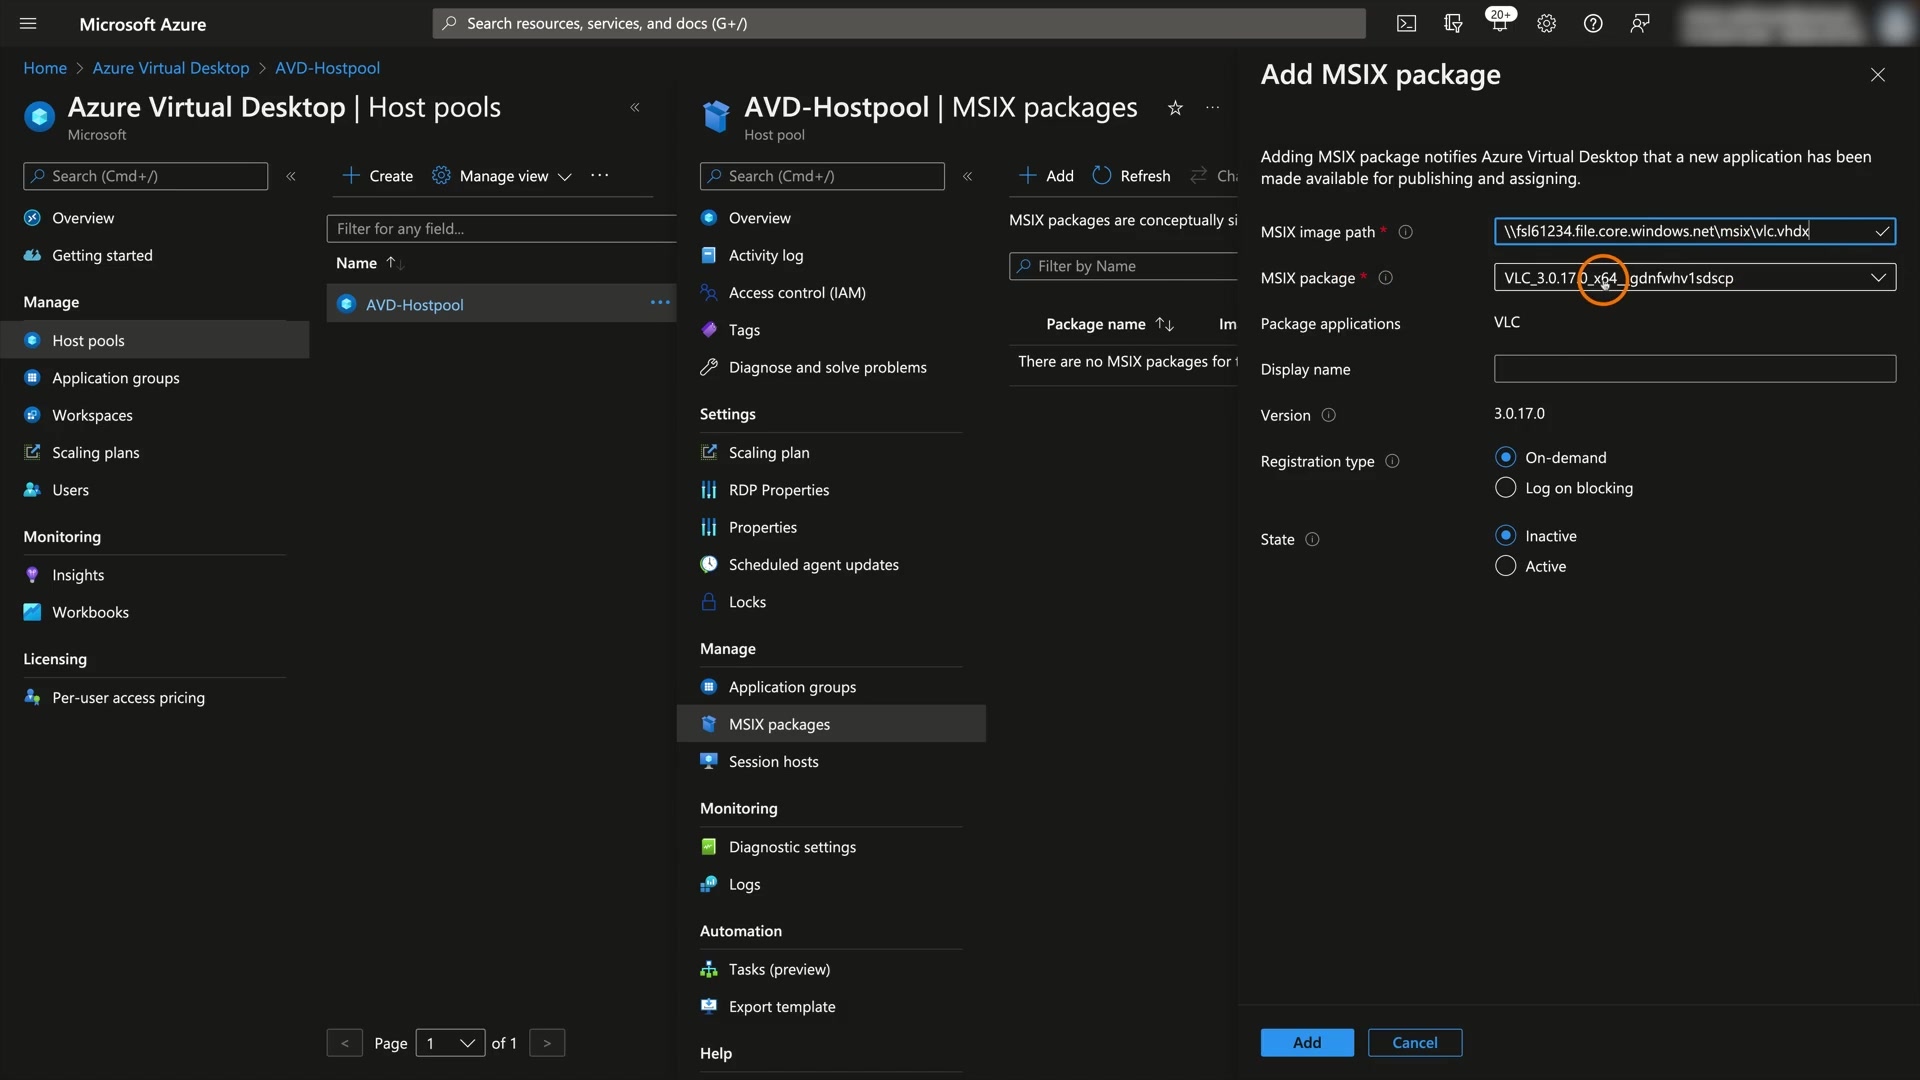 Microsoft Azure
Search resources, services, and docs (G+/)
20+
Home > Azure Virtual Desktop > AVD-Hostpool
Azure Virtual Desktop | Host pools
Microsoft
Search (Cmd+/)
Overview
Getting started
Manage
Host pools
Application groups
Workspaces
Scaling plans
Users
Monitoring
Insights
Workbooks
Licensing
Per-user access pricing
Create
Manage view
Filter for any field...
Name
AVD-Hostpool
< Page 1 of 1 >
AVD-Hostpool | MSIX packages
Host pool
Search (Cmd+/)
Overview
Activity log
Access control (IAM)
Tags
Diagnose and solve problems
Settings
Scaling plan
RDP Properties
Properties
Scheduled agent updates
Locks
Manage
Application groups
MSIX packages
Session hosts
Monitoring
Diagnostic settings
Logs
Automation
Tasks (preview)
Export template
Help
Add
Refresh
Cha
MSIX packages are conceptually si
Filter by Name
Package name
Im
There are no MSIX packages for t
Add MSIX package
Adding MSIX package notifies Azure Virtual Desktop that a new application has been
made available for publishing and assigning.
MSIX image path *
\\fsl61234.file.core.windows.net\msix\vlc.vhdx
MSIX package *
VLC_3.0.17.0_x64__gdnfwhv1sdscp
Package applications
VLC
Display name
Version
3.0.17.0
Registration type
On-demand
Log on blocking
State
Inactive
Active
Add
Cancel